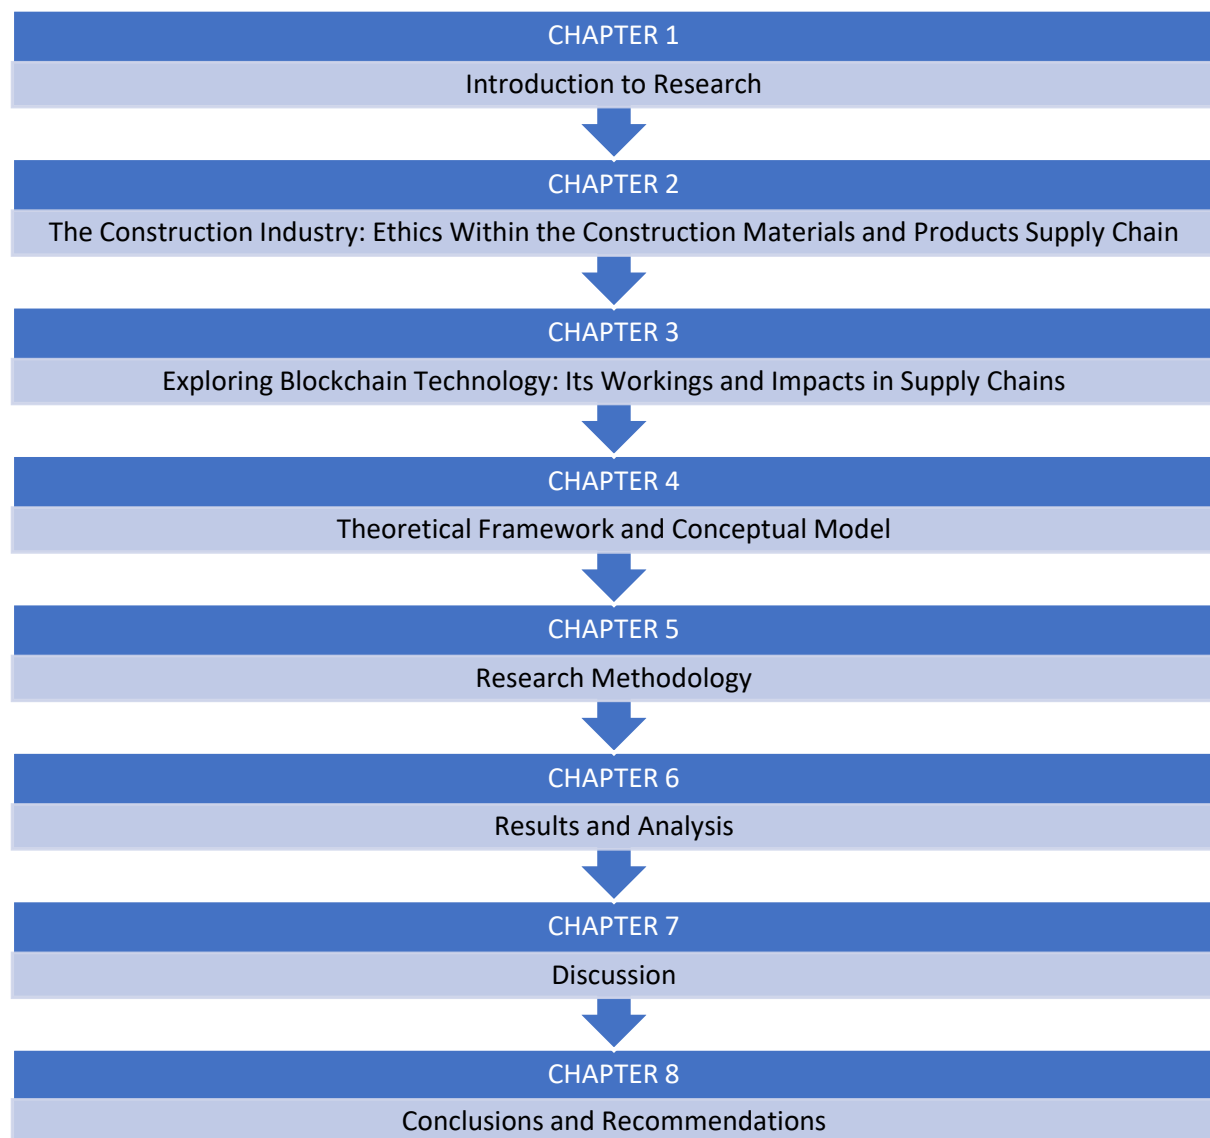 CHAPTER 1
Introduction to Research
CHAPTER 2
The Construction Industry: Ethics Within the Construction Materials and Products Supply Chain
CHAPTER 3
Exploring Blockchain Technology: Its Workings and Impacts in Supply Chains
CHAPTER 4
Theoretical Framework and Conceptual Model
CHAPTER 5
Research Methodology
CHAPTER 6
Results and Analysis
CHAPTER 7
Discussion
CHAPTER 8
Conclusions and Recommendations